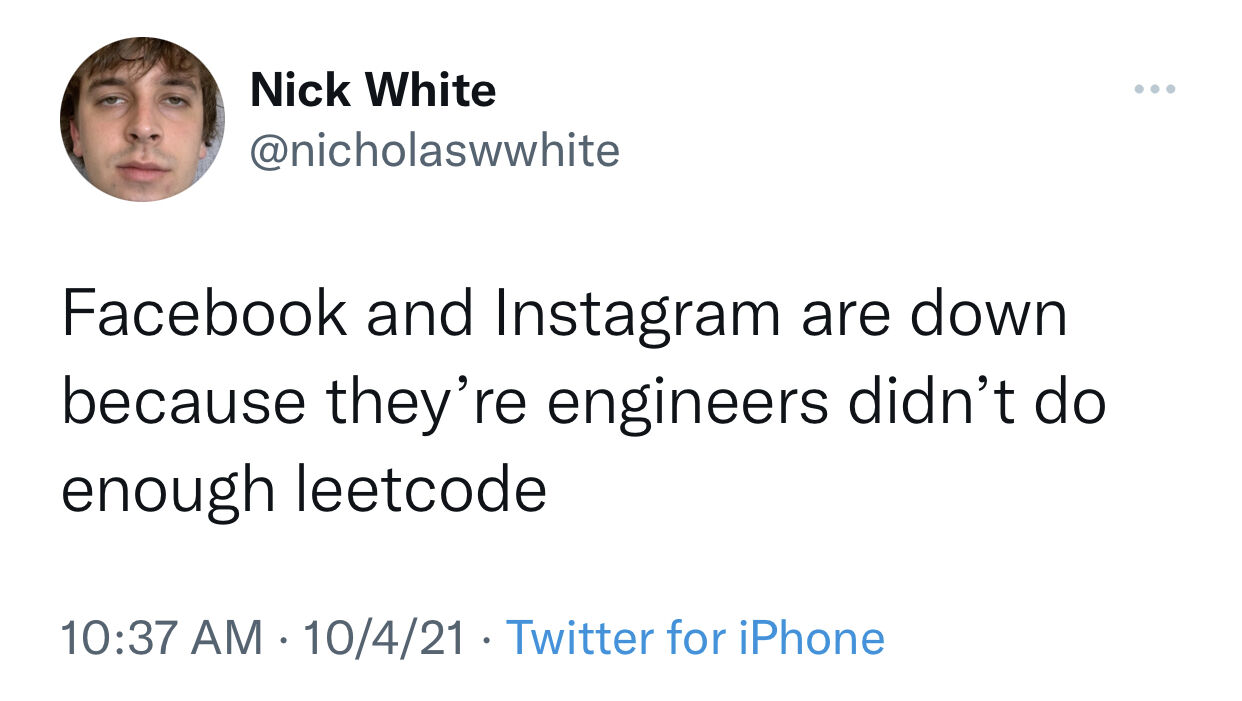 Nick White
@nicholaswwhite
Facebook and Instagram are down
because they’re engineers didn’t do
enough leetcode
10:37 AM · 10/4/21 · Twitter for iPhone